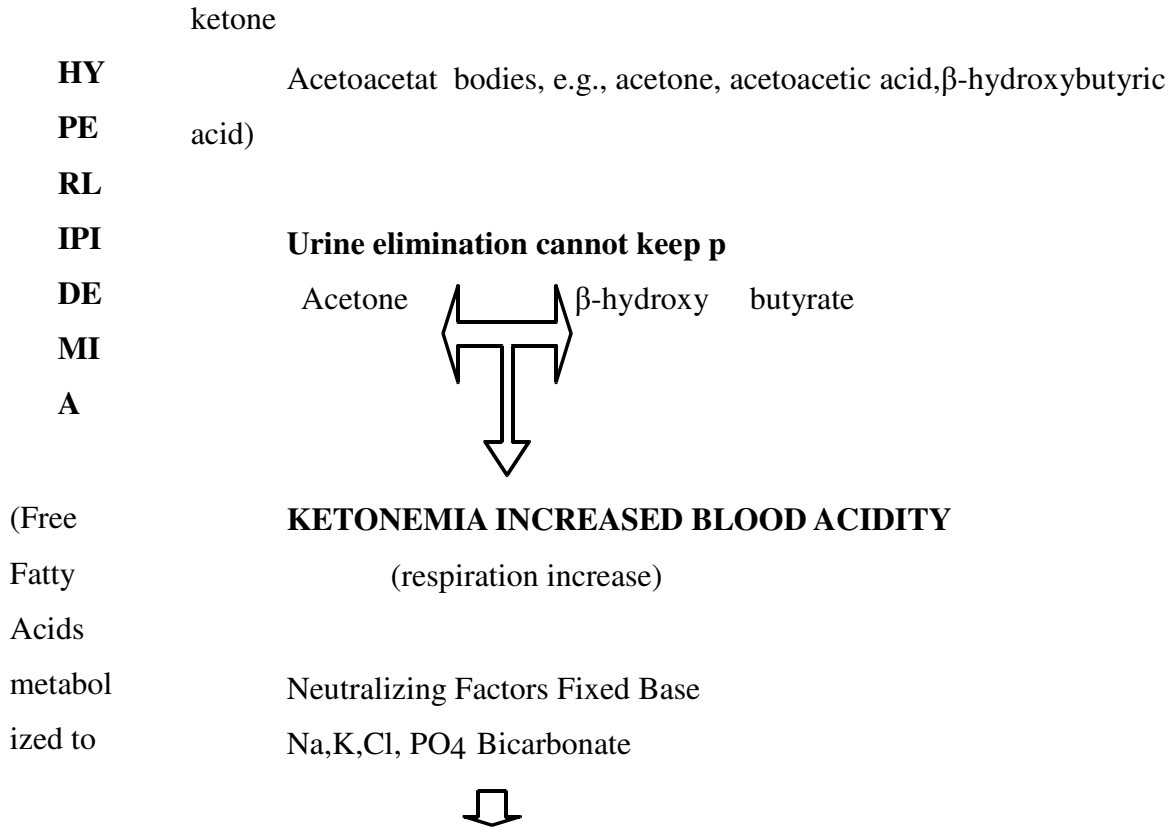 ketone
HY
Acetoacetat bodies, e.g., acetone, acetoacetic acid,β-hydroxybutyric
PE
acid)
RL
IPI
Urine elimination cannot keep p
DE
Acetone β-hydroxy butyrate
MI
A
(Free
KETONEMIA INCREASED BLOOD ACIDITY
Fatty
(respiration increase)
Acids
metabol
Neutralizing Factors Fixed Base
ized to
Na,K,Cl, PO4 Bicarbonate